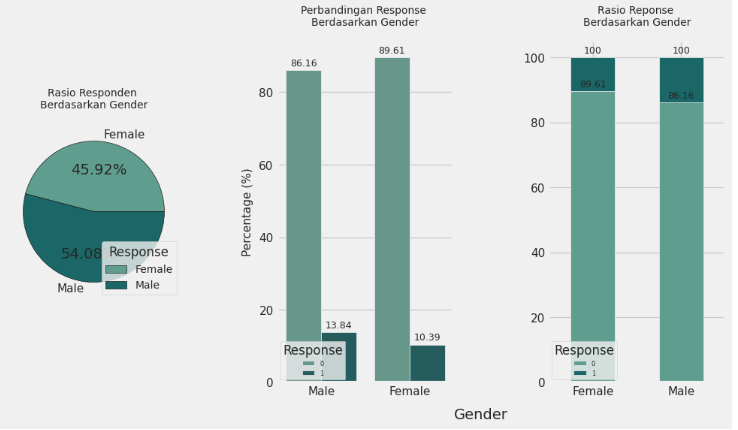 Rasio Responden
Berdasarkan Gender
Female
45.92%
54.08
Male
Response
Female
Male
Perbandingan Response
Berdasarkan Gender
Percentage (%)
80
60
40
20
0
86.16
13.84
89.61
10.39
Response
0
1
Male
Female
Rasio Reponse
Berdasarkan Gender
100
80
60
40
20
0
100
100
89.61
86.16
Response
0
1
Female
Male
Gender